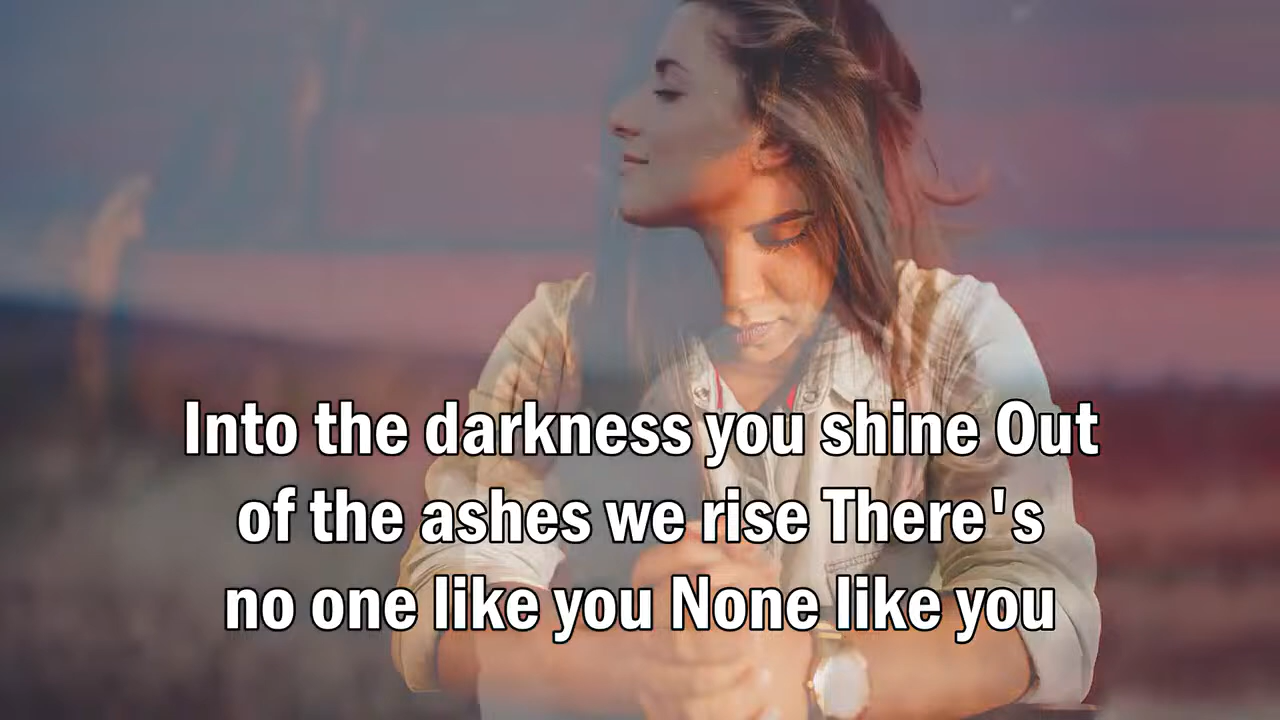 Into the darkness you shine Out
of the ashes we rise There's
no one like you None like you